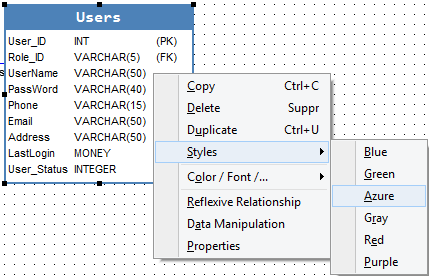 Users
User_ID INT (PK)
Role_ID VARCHAR(5) (FK)
UserName VARCHAR(50)
PassWord VARCHAR(40)
Phone VARCHAR(15)
Email VARCHAR(50)
Address VARCHAR(50)
LastLogin MONEY
User_Status INTEGER
Copy Ctrl+C
Delete Suppr
Duplicate Ctrl+U
Styles
Color / Font /...
Reflexive Relationship
Data Manipulation
Properties
Blue
Green
Azure
Gray
Red
Purple